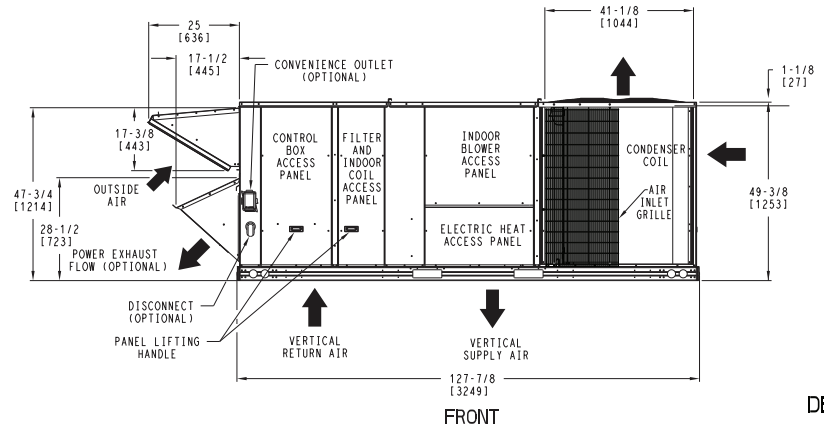 25
[636]
17-1/2
[445]
CONVENIENCE OUTLET
(OPTIONAL)
41-1/8
[1044]
1-1/8
[27]
17-3/8
[443]
OUTSIDE
AIR
47-3/4
[1214]
28-1/2
[723]
POWER EXHAUST
FLOW (OPTIONAL)
CONTROL
BOX
ACCESS
PANEL
FILTER
AND
INDOOR
COIL
ACCESS
PANEL
INDOOR
BLOWER
ACCESS
PANEL
ELECTRIC HEAT
ACCESS PANEL
CONDENSER
COIL
AIR
INLET
GRILLE
49-3/8
[1253]
DISCONNECT
(OPTIONAL)
PANEL LIFTING
HANDLE
VERTICAL
RETURN AIR
VERTICAL
SUPPLY AIR
127-7/8
[3249]
FRONT